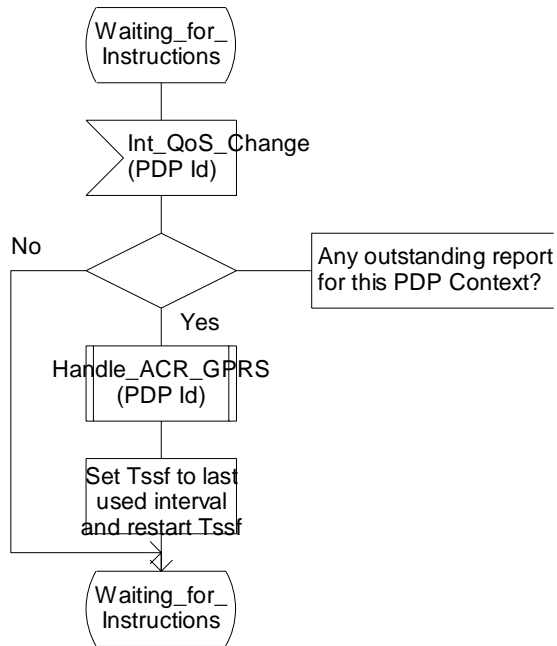 Waiting_for_
Instructions
Int_QoS_Change
(PDP Id)
No
Any outstanding report
for this PDP Context?
Yes
Handle_ACR_GPRS
(PDP Id)
Set Tssf to last
used interval
and restart Tssf
Waiting_for_
Instructions